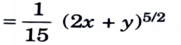 = 1/15 (2x + y)^5/2